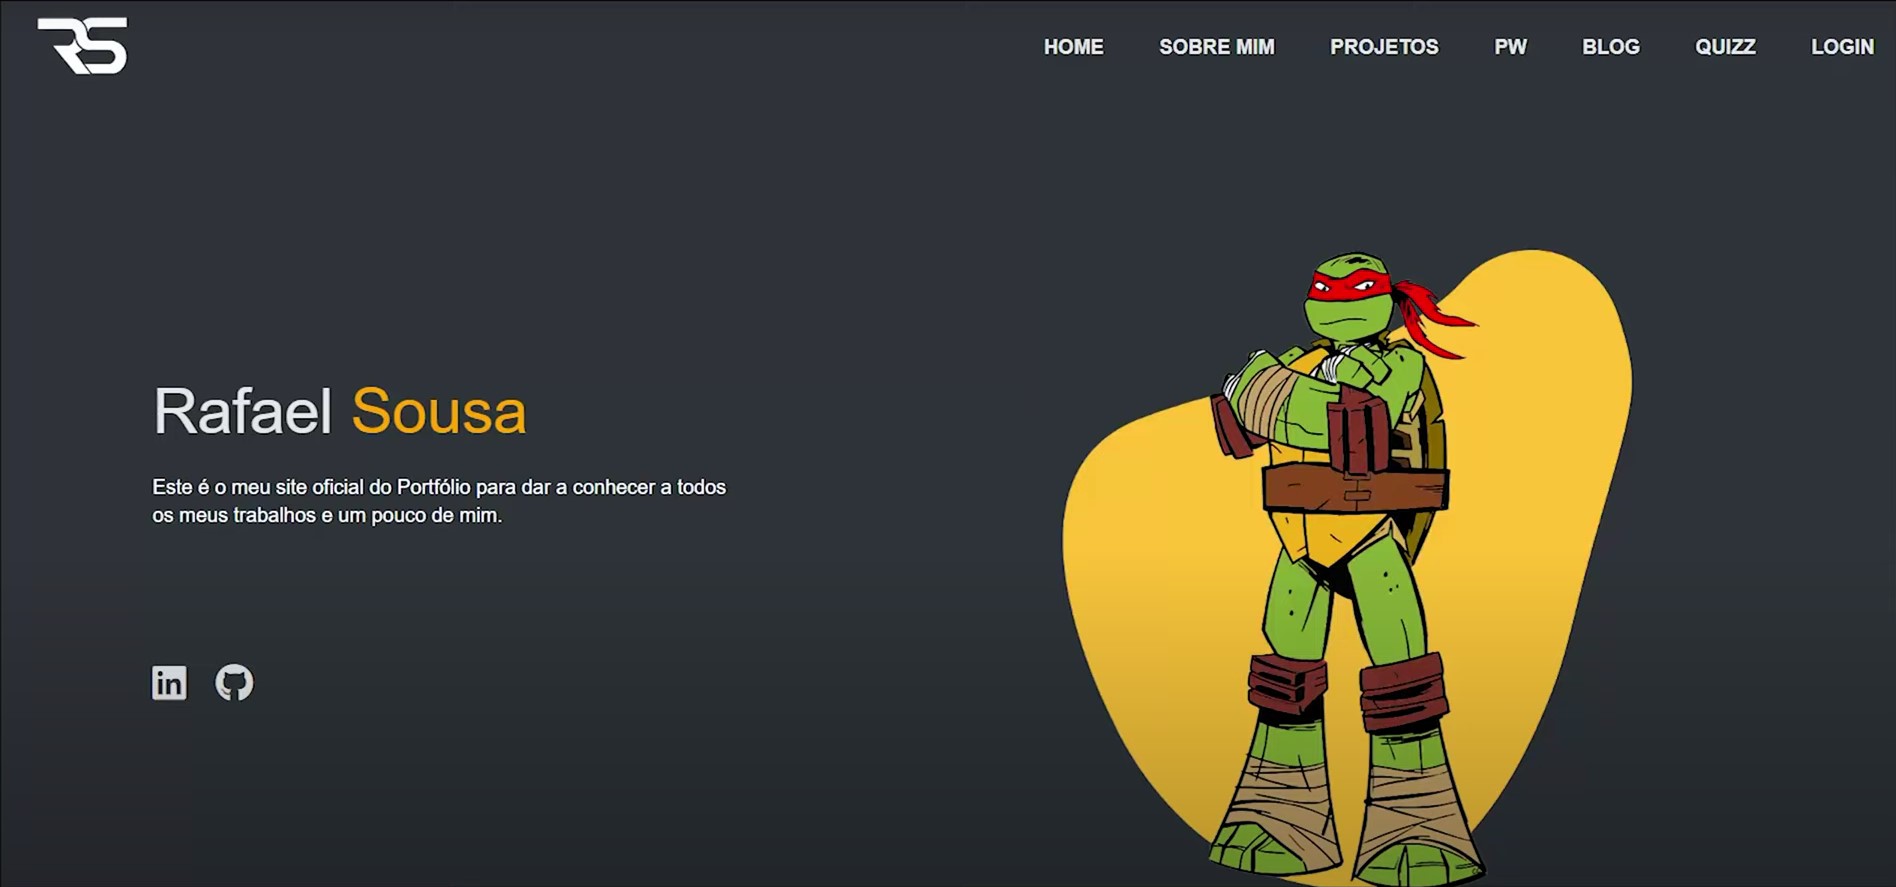 RS
HOME SOBRE MIM PROJETOS PW BLOG QUIZZ LOGIN
Rafael Sousa
Este é o meu site oficial do Portfólio para dar a conhecer a todos
os meus trabalhos e um pouco de mim.
in